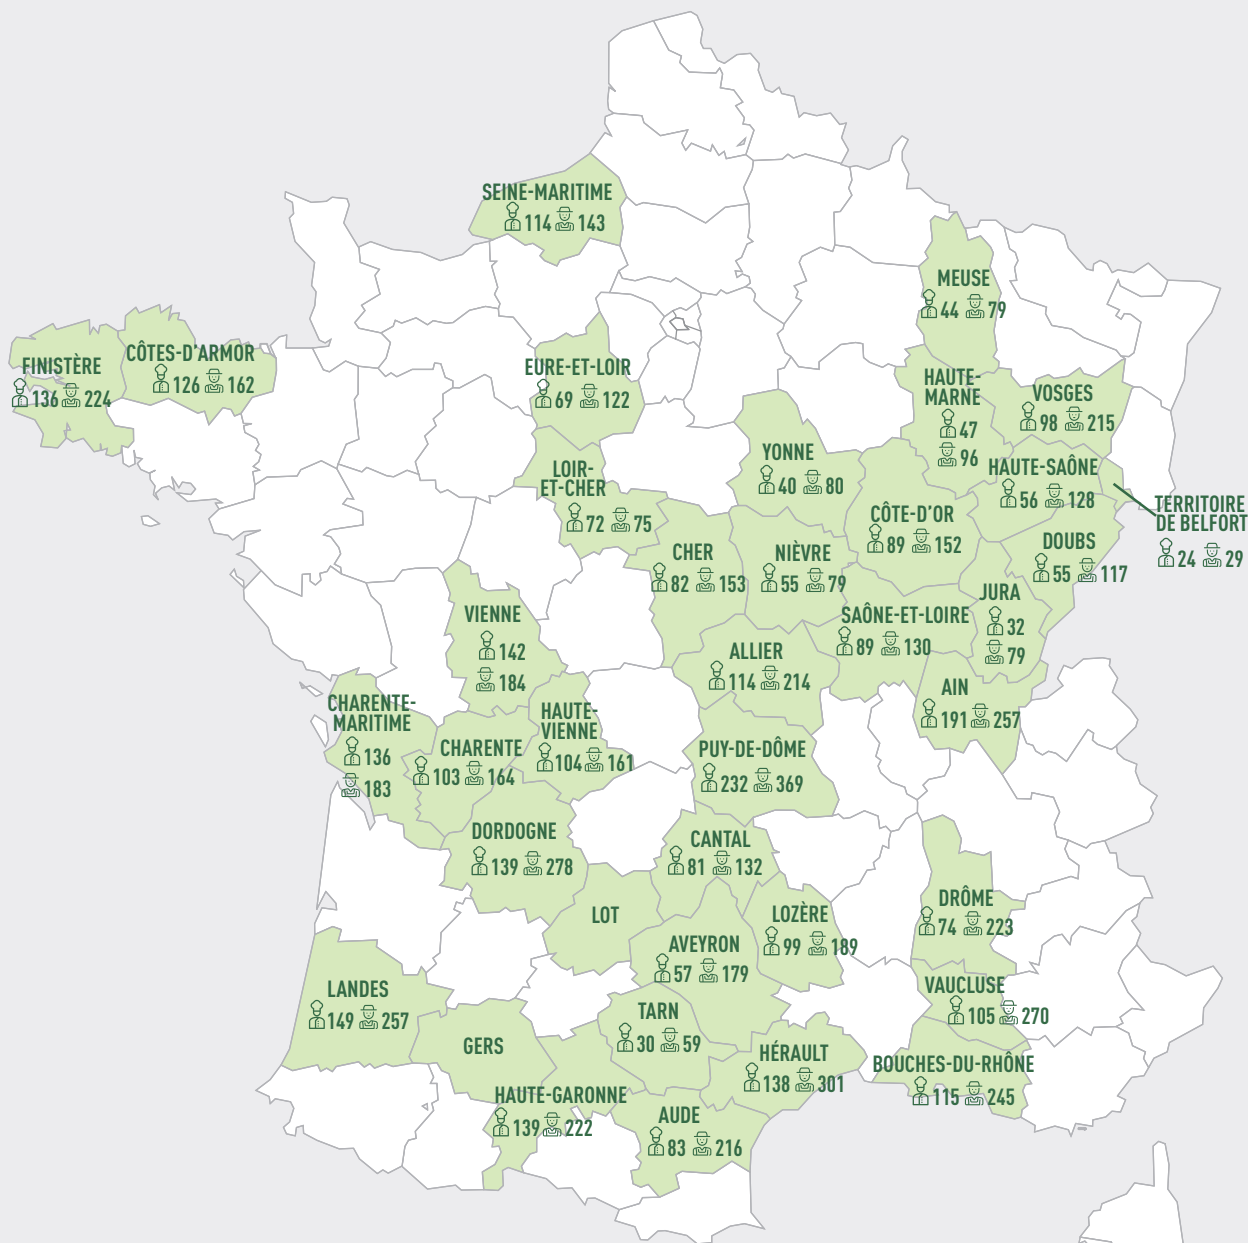 SEINE-MARITIME
114 143
MEUSE
44 79
FINISTÈRE
136 224
CÔTES-D'ARMOR
126 162
EURE-ET-LOIR
69 122
HAUTE-
MARNE
47
96
VOSGES
98 215
LOIR-
ET-CHER
72 75
YONNE
40 80
HAUTE-SAÔNE
56 128
TERRITOIRE
DE BELFORT
24 29
CÔTE-D'OR
89 152
CHER
82 153
NIÈVRE
55 79
DOUBS
55 117
JURA
32
79
VIENNE
142
184
SAÔNE-ET-LOIRE
89 130
ALLIER
114 214
AIN
191 257
CHARENTE-
MARITIME
136
183
CHARENTE
103 164
HAUTE-
VIENNE
104 161
PUY-DE-DÔME
232 369
DORDOGNE
139 278
CANTAL
81 132
LOT
LOZÈRE
99 189
DRÔME
74 223
AVEYRON
57 179
LANDES
149 257
VAUCLUSE
105 270
TARN
30 59
GERS
HÉRAULT
138 301
BOUCHES-DU-RHÔNE
115 245
HAUTE-GARONNE
139 222
AUDE
83 216